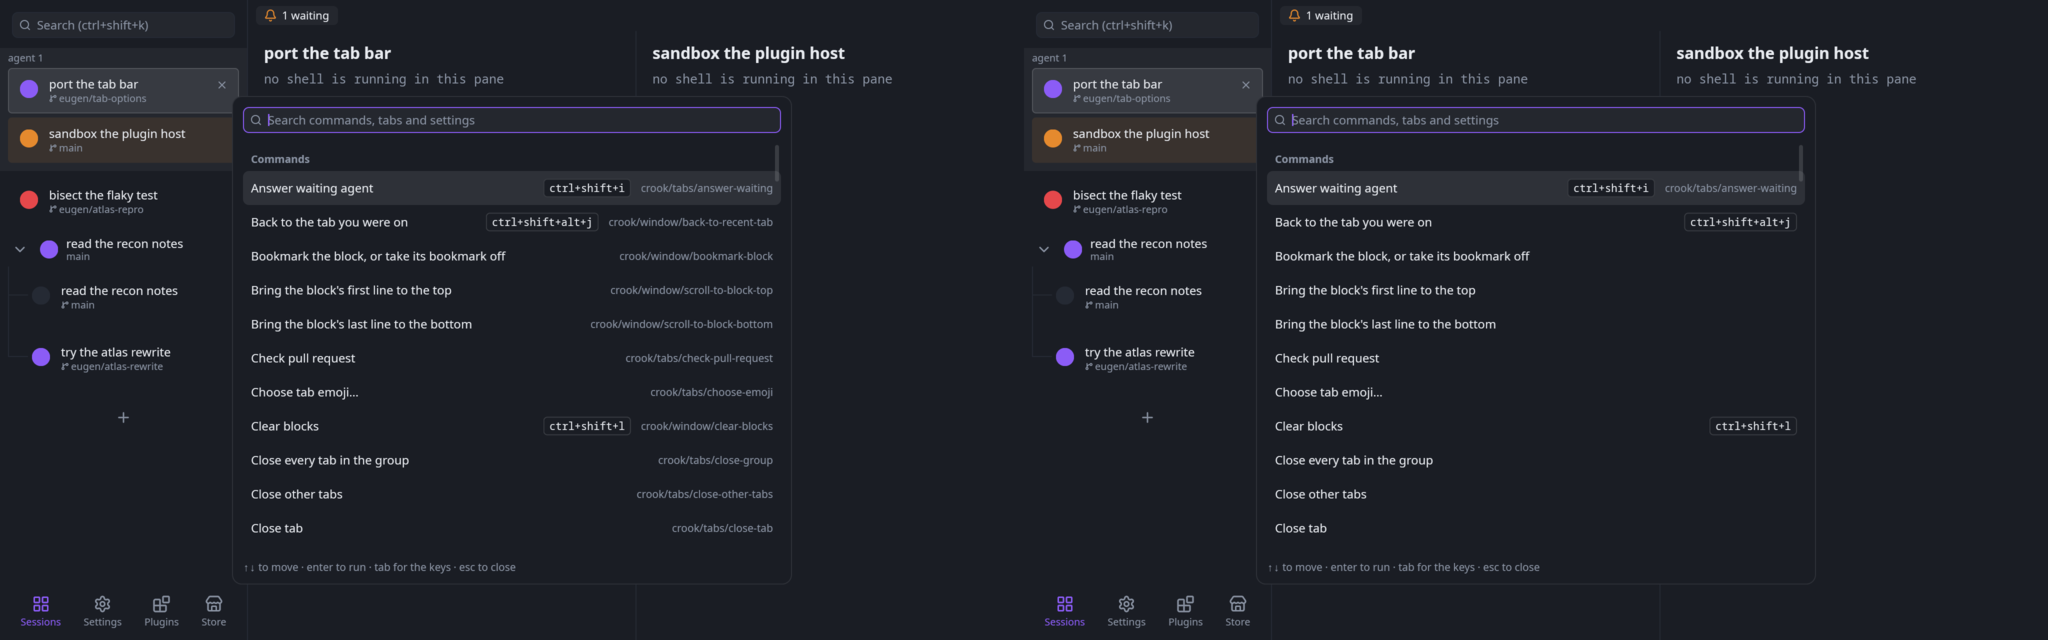 Search (ctrl+shift+k)
1 waiting
agent 1
port the tab bar
eugen/tab-options
sandbox the plugin host
main
bisect the flaky test
eugen/atlas-repro
read the recon notes
main
read the recon notes
main
try the atlas rewrite
eugen/atlas-rewrite
+
Sessions Settings Plugins Store
port the tab bar
no shell is running in this pane
sandbox the plugin host
no shell is running in this pane
Search commands, tabs and settings
Commands
Answer waiting agent ctrl+shift+i crook/tabs/answer-waiting
Back to the tab you were on ctrl+shift+alt+j crook/window/back-to-recent-tab
Bookmark the block, or take its bookmark off crook/window/bookmark-block
Bring the block's first line to the top crook/window/scroll-to-block-top
Bring the block's last line to the bottom crook/window/scroll-to-block-bottom
Check pull request crook/tabs/check-pull-request
Choose tab emoji... crook/tabs/choose-emoji
Clear blocks ctrl+shift+l crook/window/clear-blocks
Close every tab in the group crook/tabs/close-group
Close other tabs crook/tabs/close-other-tabs
Close tab crook/tabs/close-tab
↑↓ to move · enter to run · tab for the keys · esc to close
Search (ctrl+shift+k)
1 waiting
agent 1
port the tab bar
eugen/tab-options
sandbox the plugin host
main
bisect the flaky test
eugen/atlas-repro
read the recon notes
main
read the recon notes
main
try the atlas rewrite
eugen/atlas-rewrite
+
Sessions Settings Plugins Store
port the tab bar
no shell is running in this pane
sandbox the plugin host
no shell is running in this pane
Search commands, tabs and settings
Commands
Answer waiting agent ctrl+shift+i crook/tabs/answer-waiting
Back to the tab you were on ctrl+shift+alt+j
Bookmark the block, or take its bookmark off
Bring the block's first line to the top
Bring the block's last line to the bottom
Check pull request
Choose tab emoji...
Clear blocks ctrl+shift+l
Close every tab in the group
Close other tabs
Close tab
↑↓ to move · enter to run · tab for the keys · esc to close